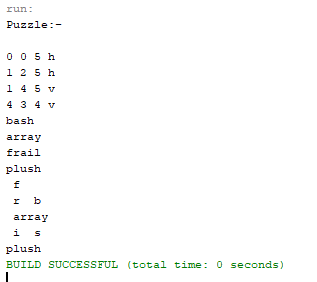 run:
Puzzle:-

0 0 5 h
1 2 5 h
1 4 5 v
4 3 4 v
bash
array
frail
plush
 f
 r  b
 array
 i  s
plush
BUILD SUCCESSFUL (total time: 0 seconds)